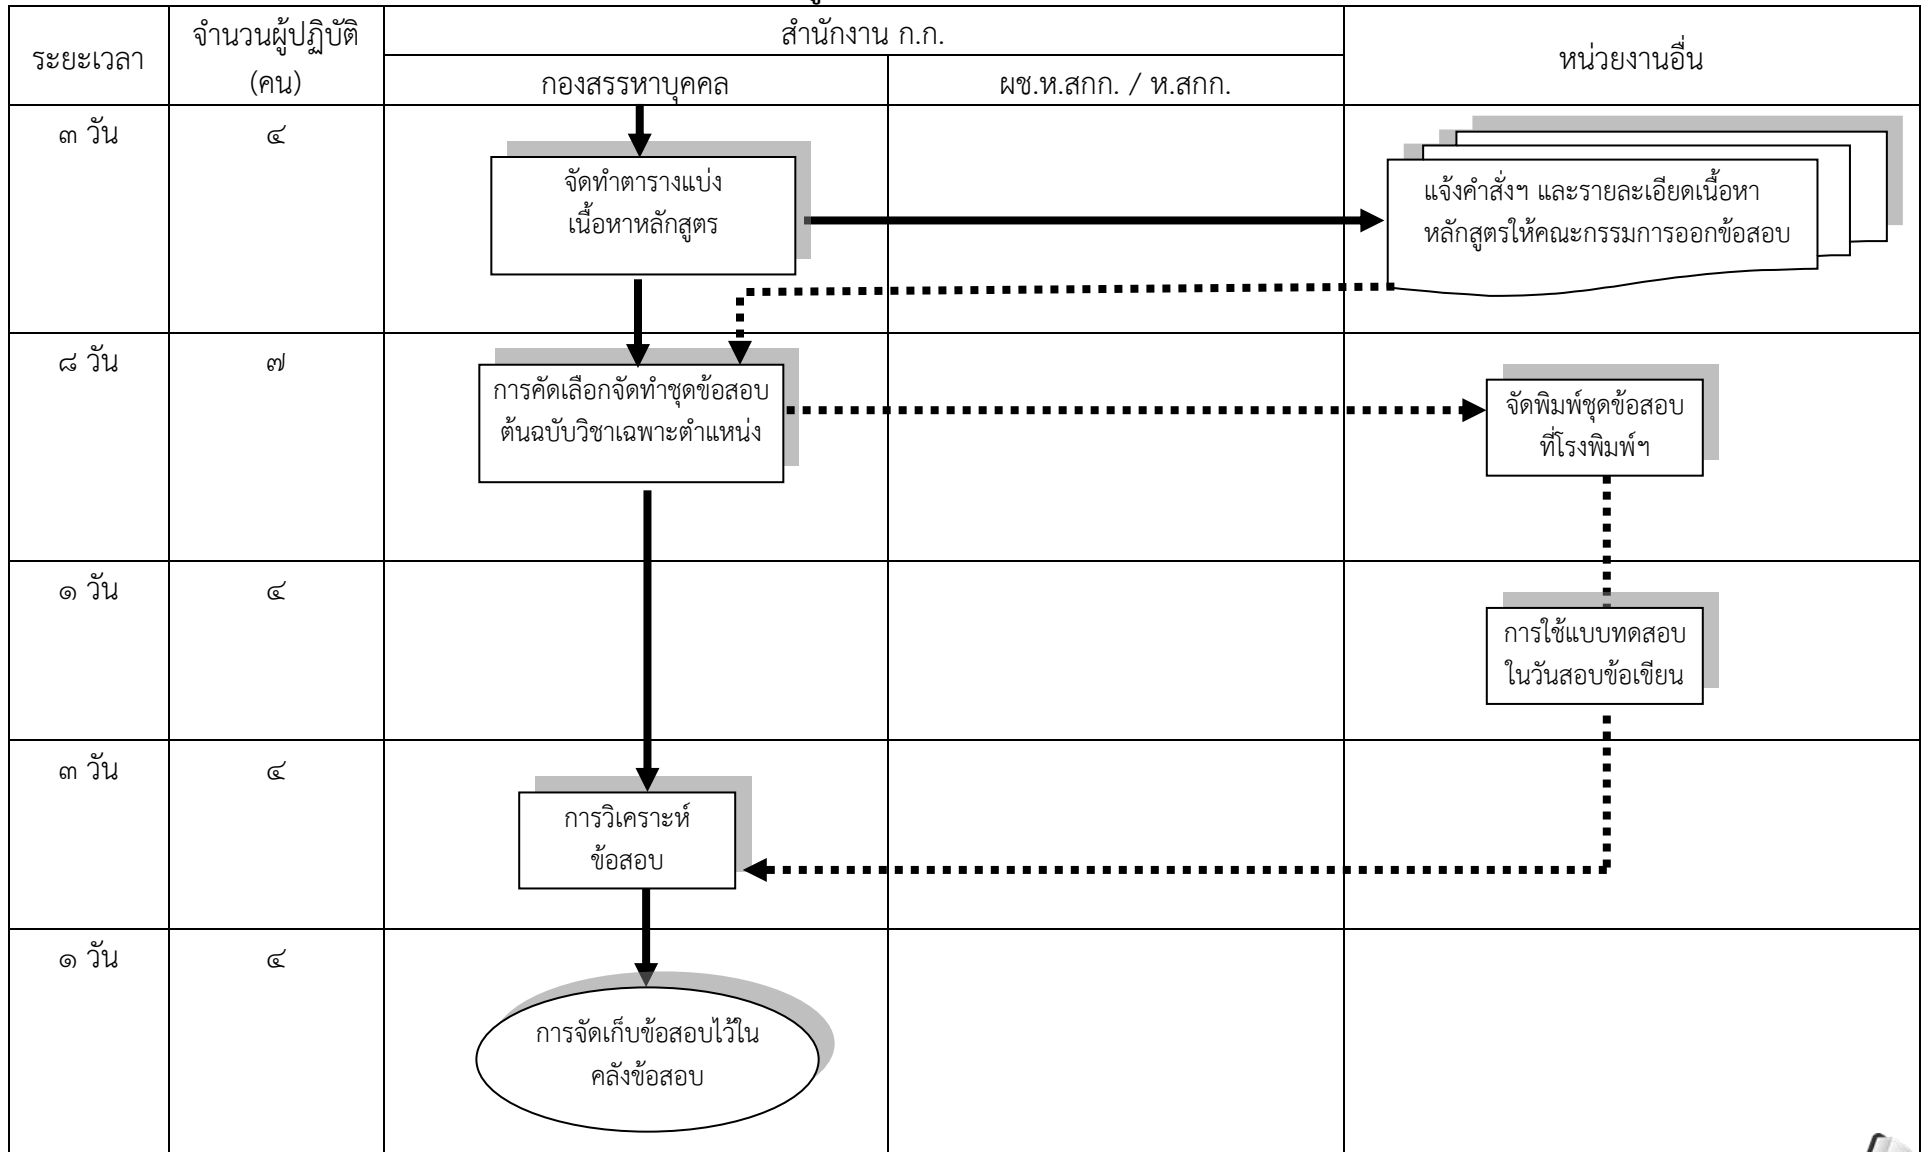 ระยะเวลา
จำนวนผู้ปฏิบัติ
(คน)
สำนักงาน ก.ก.
หน่วยงานอื่น
กองสรรหาบุคคล
ผช.ห.สกก. / ห.สกก.
๓ วัน
๔
จัดทำตารางแบ่ง
เนื้อหาหลักสูตร
แจ้งคำสั่งฯ และรายละเอียดเนื้อหา
หลักสูตรให้คณะกรรมการออกข้อสอบ
๘ วัน
๗
การคัดเลือกจัดทำชุดข้อสอบ
ต้นฉบับวิชาเฉพาะตำแหน่ง
จัดพิมพ์ชุดข้อสอบ
ที่โรงพิมพ์ฯ
๑ วัน
๔
การใช้แบบทดสอบ
ในวันสอบข้อเขียน
๓ วัน
๔
การวิเคราะห์
ข้อสอบ
๑ วัน
๔
การจัดเก็บข้อสอบไว้ใน
คลังข้อสอบ